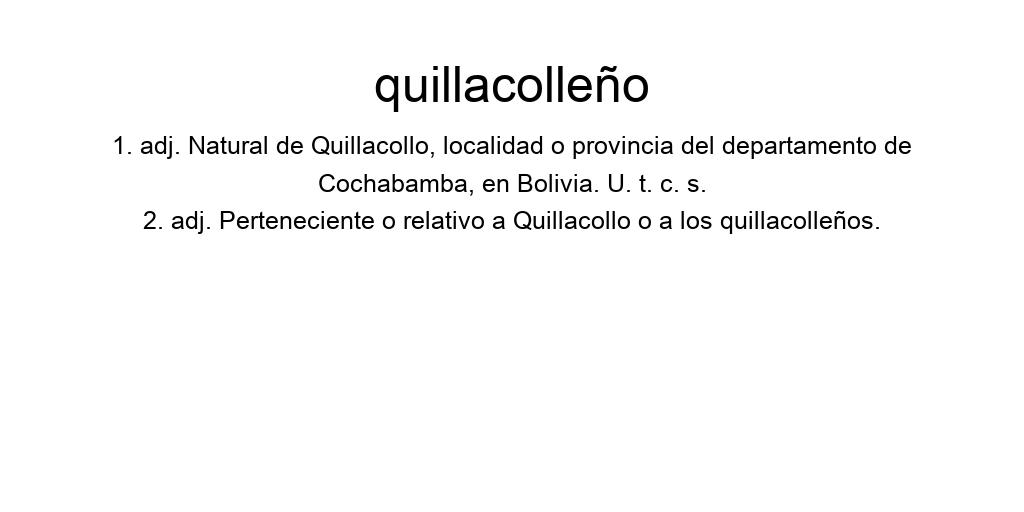 quillacolleño
1. adj. Natural de Quillacollo, localidad o provincia del departamento de
Cochabamba, en Bolivia. U. t. c. s.
2. adj. Perteneciente o relativo a Quillacollo o a los quillacolleños.